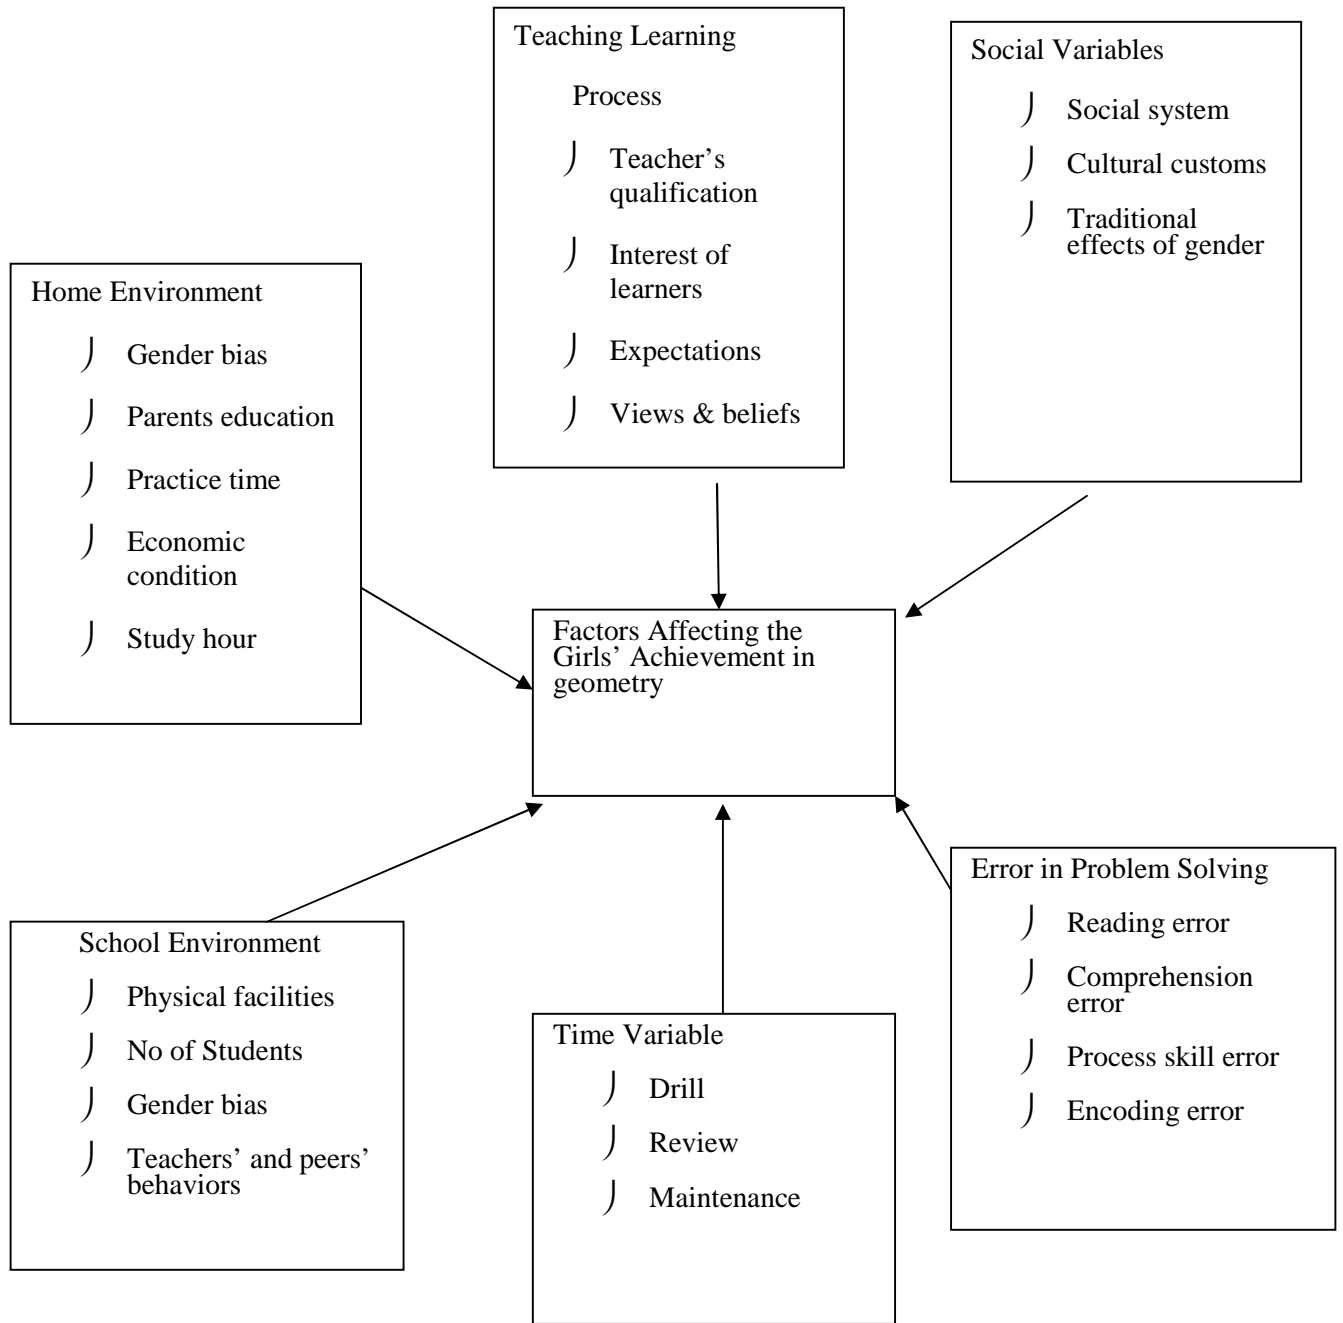 Teaching Learning
Process
Teacher’s
qualification
Interest of
learners
Expectations
Views & beliefs
Social Variables
Social system
Cultural customs
Traditional
effects of gender
Home Environment
Gender bias
Parents education
Practice time
Economic
condition
Study hour
Factors Affecting the
Girls’ Achievement in
geometry
School Environment
Physical facilities
No of Students
Gender bias
Teachers’ and peers’
behaviors
Time Variable
Drill
Review
Maintenance
Error in Problem Solving
Reading error
Comprehension
error
Process skill error
Encoding error